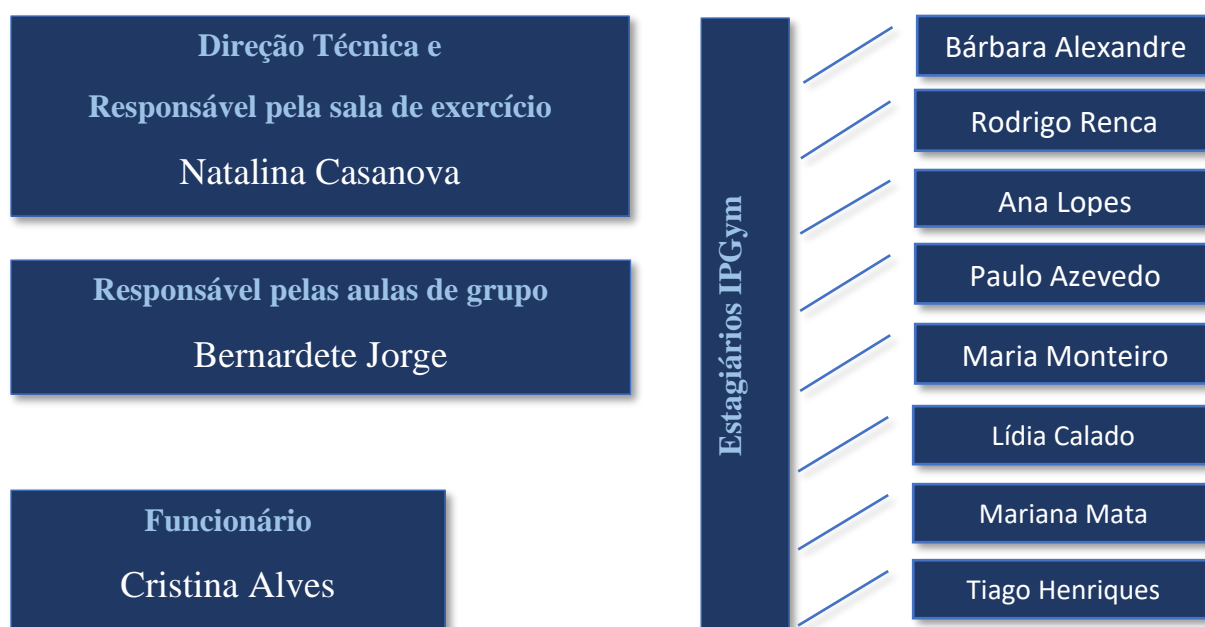 Direção Técnica e
Responsável pela sala de exercício
Natalina Casanova
Responsável pelas aulas de grupo
Bernardete Jorge
Funcionário
Cristina Alves
Estagiários IPGym
Bárbara Alexandre
Rodrigo Renca
Ana Lopes
Paulo Azevedo
Maria Monteiro
Lídia Calado
Mariana Mata
Tiago Henriques